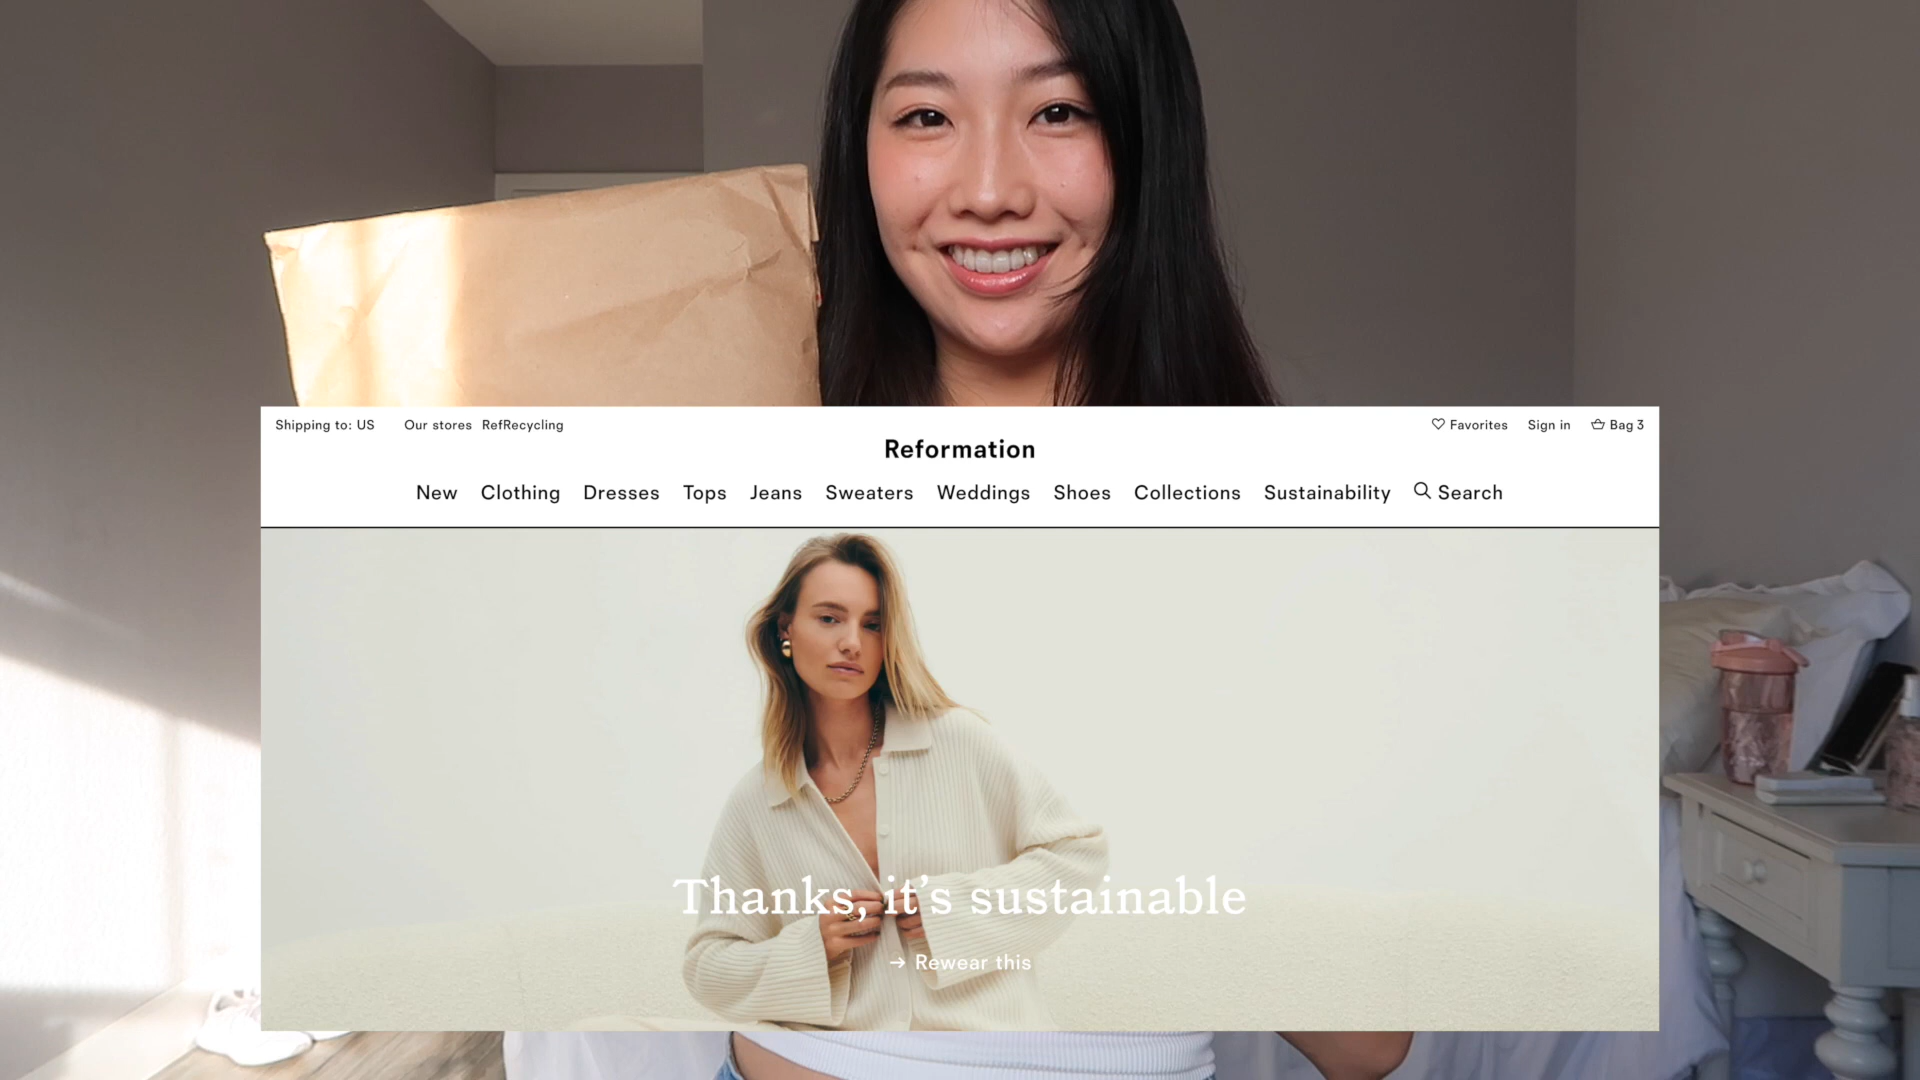 Shipping to: US Our stores RefRecycling Favorites Sign in Bag 3
Reformation
New Clothing Dresses Tops Jeans Sweaters Weddings Shoes Collections Sustainability Search
Thanks, it's sustainable
→ Rewear this